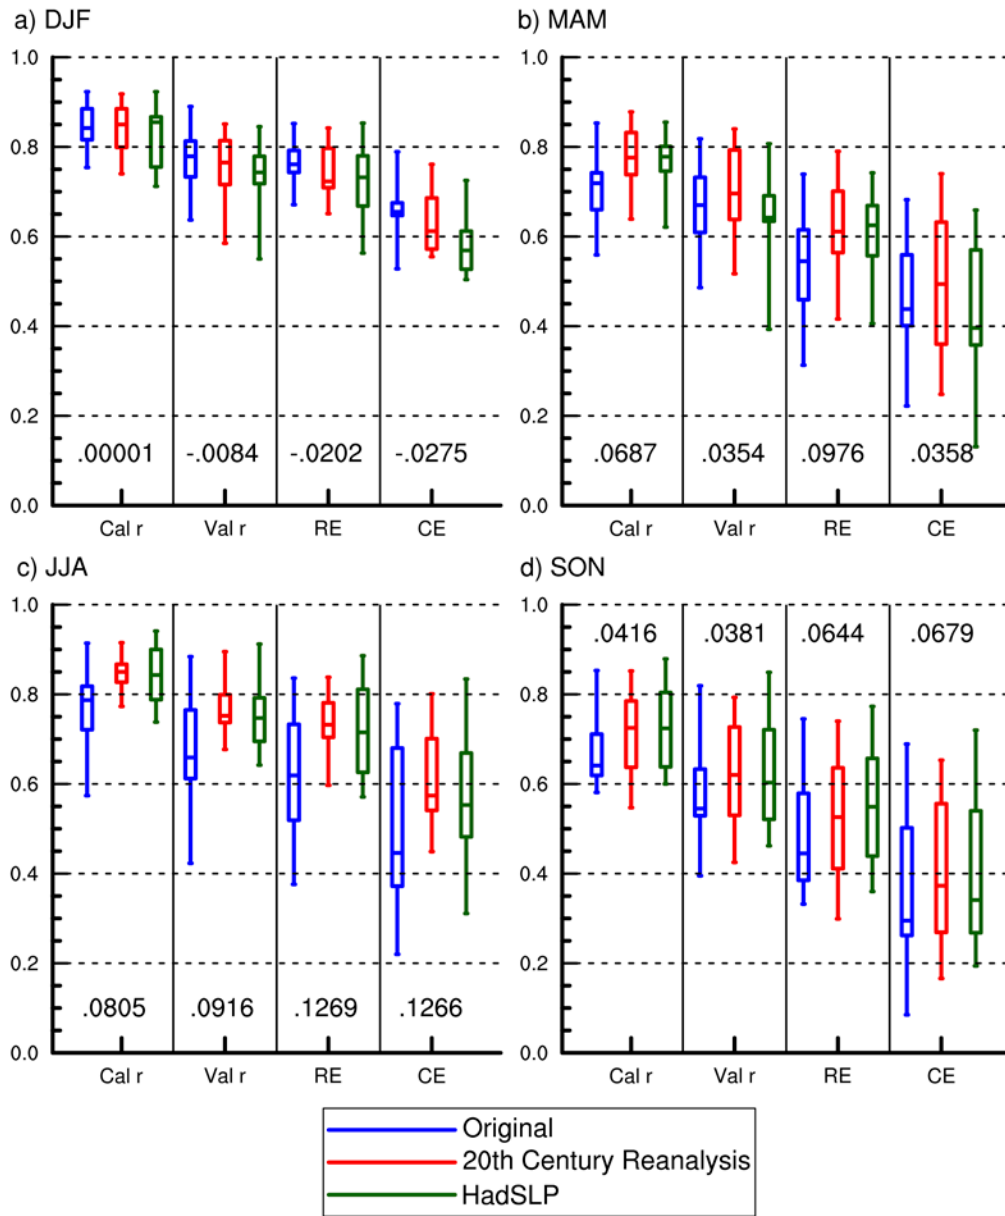 a) DJF
1.0
0.8
0.6
0.4
0.2
0.0
.00001 -.0084 -.0202 -.0275
Cal r Val r RE CE
b) MAM
1.0
0.8
0.6
0.4
0.2
0.0
.0687 .0354 .0976 .0358
Cal r Val r RE CE
c) JJA
1.0
0.8
0.6
0.4
0.2
0.0
.0805 .0916 .1269 .1266
Cal r Val r RE CE
d) SON
1.0
.0416 .0381 .0644 .0679
0.8
0.6
0.4
0.2
0.0
Cal r Val r RE CE
Original
20th Century Reanalysis
HadSLP